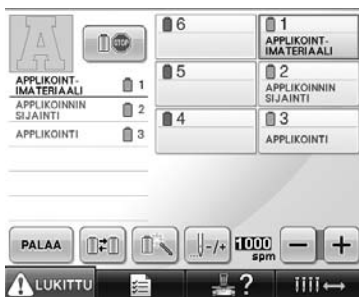 A
STOP
APPLIKOINT-
IMATERIAALI 1
APPLIKOINNIN
SIJAINTI 2
APPLIKOINTI 3
6
1
APPLIKOINT-
IMATERIAALI
5
2
APPLIKOINNIN
SIJAINTI
4
3
APPLIKOINTI
PALAA
-/+
1000
spm
- +
LUKITTU
?